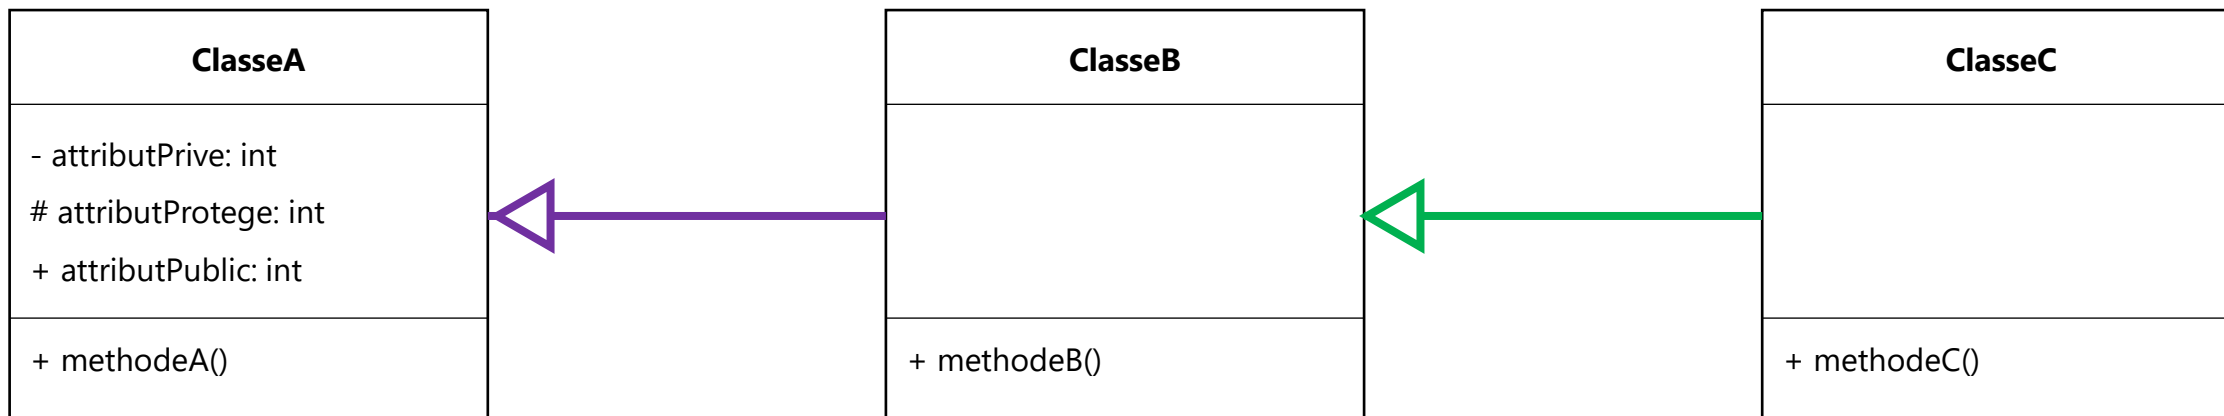 ClasseA
- attributPrive: int
# attributProtege: int
+ attributPublic: int
+ methodeA()
ClasseB
+ methodeB()
ClasseC
+ methodeC()